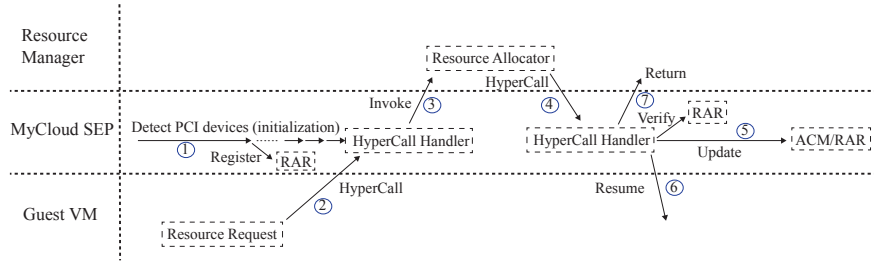 Resource
Manager
Resource Allocator
HyperCall
Invoke
③
④
⑦
Return
MyCloud SEP
Detect PCI devices (initialization)
①
Register
RAR
HyperCall Handler
HyperCall Handler
Verify
RAR
⑤
Update
ACM/RAR
HyperCall
②
Resume
⑥
Guest VM
Resource Request